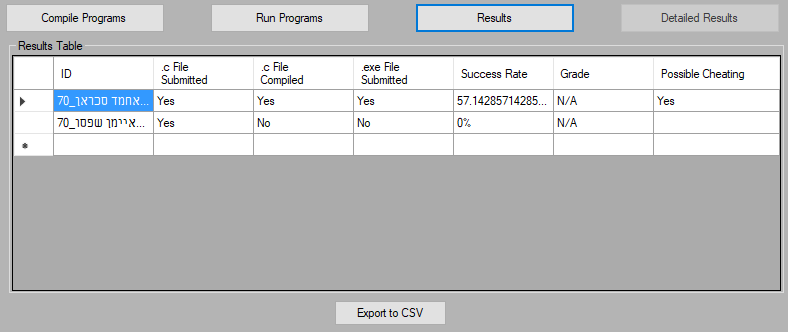 Compile Programs Run Programs Results Detailed Results
Results Table
ID .c File Submitted .c File Compiled .exe File Submitted Success Rate Grade Possible Cheating
אחמד סכראן_70... Yes Yes Yes 57.14285714285... N/A Yes
איימן שפסו_70... Yes No No 0% N/A
Export to CSV